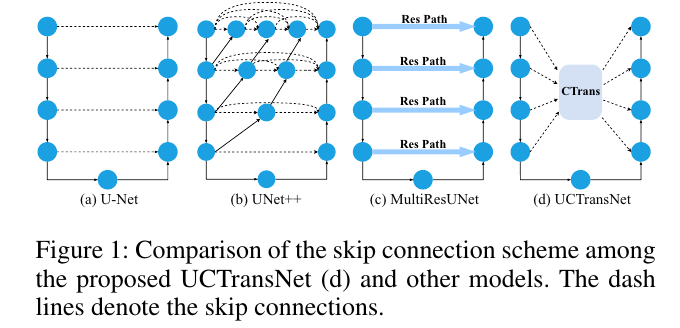 Res Path
Res Path
Res Path
Res Path
CTrans
(a) U-Net
(b) UNet++
(c) MultiResUNet
(d) UCTransNet
Figure 1: Comparison of the skip connection scheme among
the proposed UCTransNet (d) and other models. The dash
lines denote the skip connections.